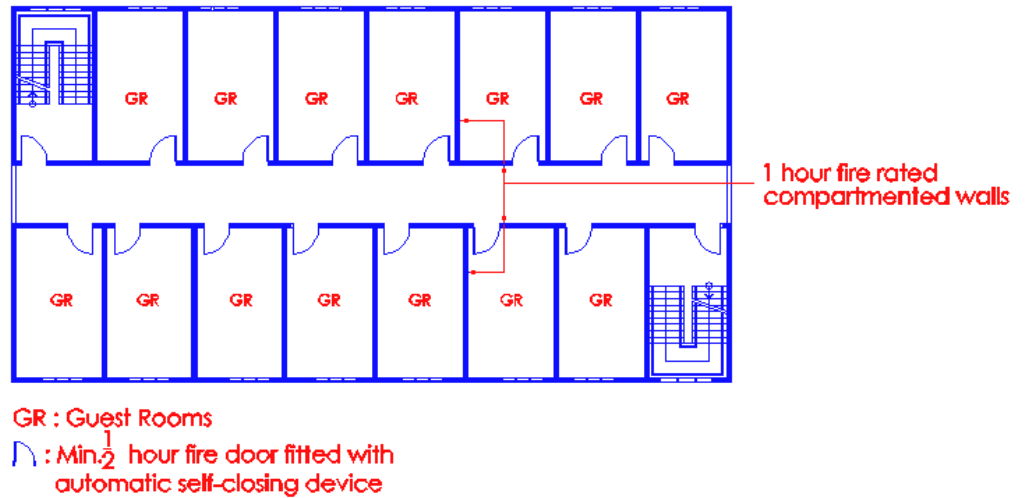 GR GR GR GR GR GR GR
1 hour fire rated
compartmented walls
GR GR GR GR GR GR GR
GR : Guest Rooms
: Min. 1/2 hour fire door fitted with
automatic self-closing device